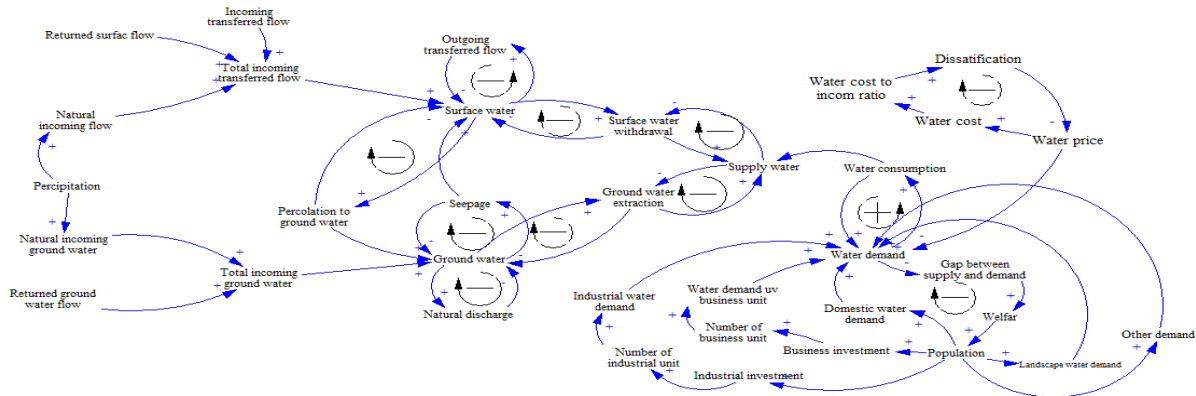 Incoming
transferred flow
Returned surfac flow
Total incoming
transferred flow
Outgoing
transferred flow
Dissatification
Water cost to
incom ratio
Water cost
Water price
Natural
incoming flow
Surface water
Surface water
withdrawal
Supply water
Water consumption
Percipitation
Percolation to
ground water
Seepage
Ground water
extraction
Natural incoming
ground water
Ground water
Water demand
Total incoming
ground water
Gap between
supply and demand
Returned ground
water flow
Natural discharge
Industrial water
demand
Water demand uv
business unit
Domestic water
demand
Welfar
Number of
business unit
Other demand
Number of
industrial unit
Business investment
Population
Landscape water demand
Industrial investment